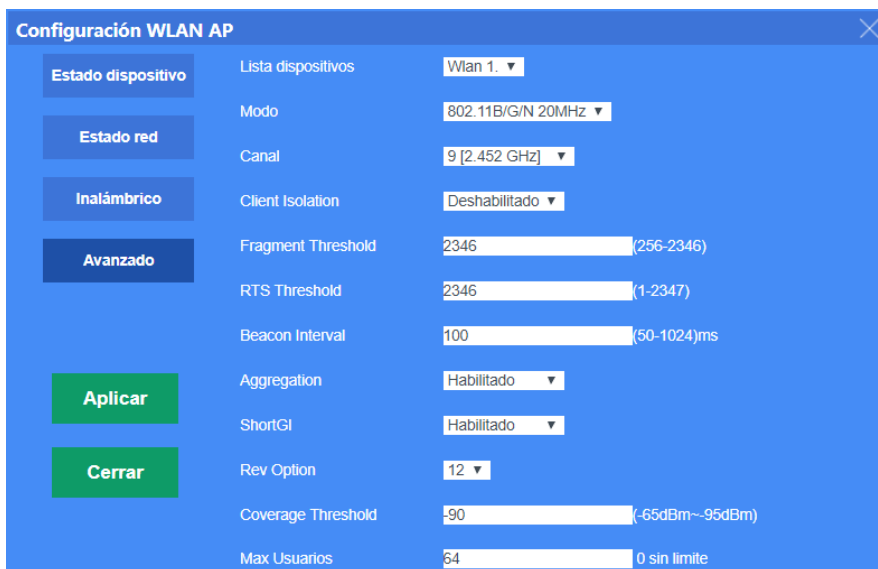 Configuración WLAN AP
Estado dispositivo
Estado red
Inalámbrico
Avanzado
Aplicar
Cerrar
Lista dispositivos Wlan 1.
Modo 802.11B/G/N 20MHz
Canal 9 [2.452 GHz]
Client Isolation Deshabilitado
Fragment Threshold 2346 (256-2346)
RTS Threshold 2346 (1-2347)
Beacon Interval 100 (50-1024)ms
Aggregation Habilitado
ShortGI Habilitado
Rev Option 12
Coverage Threshold -90 (-65dBm~-95dBm)
Max Usuarios 64 0 sin limite